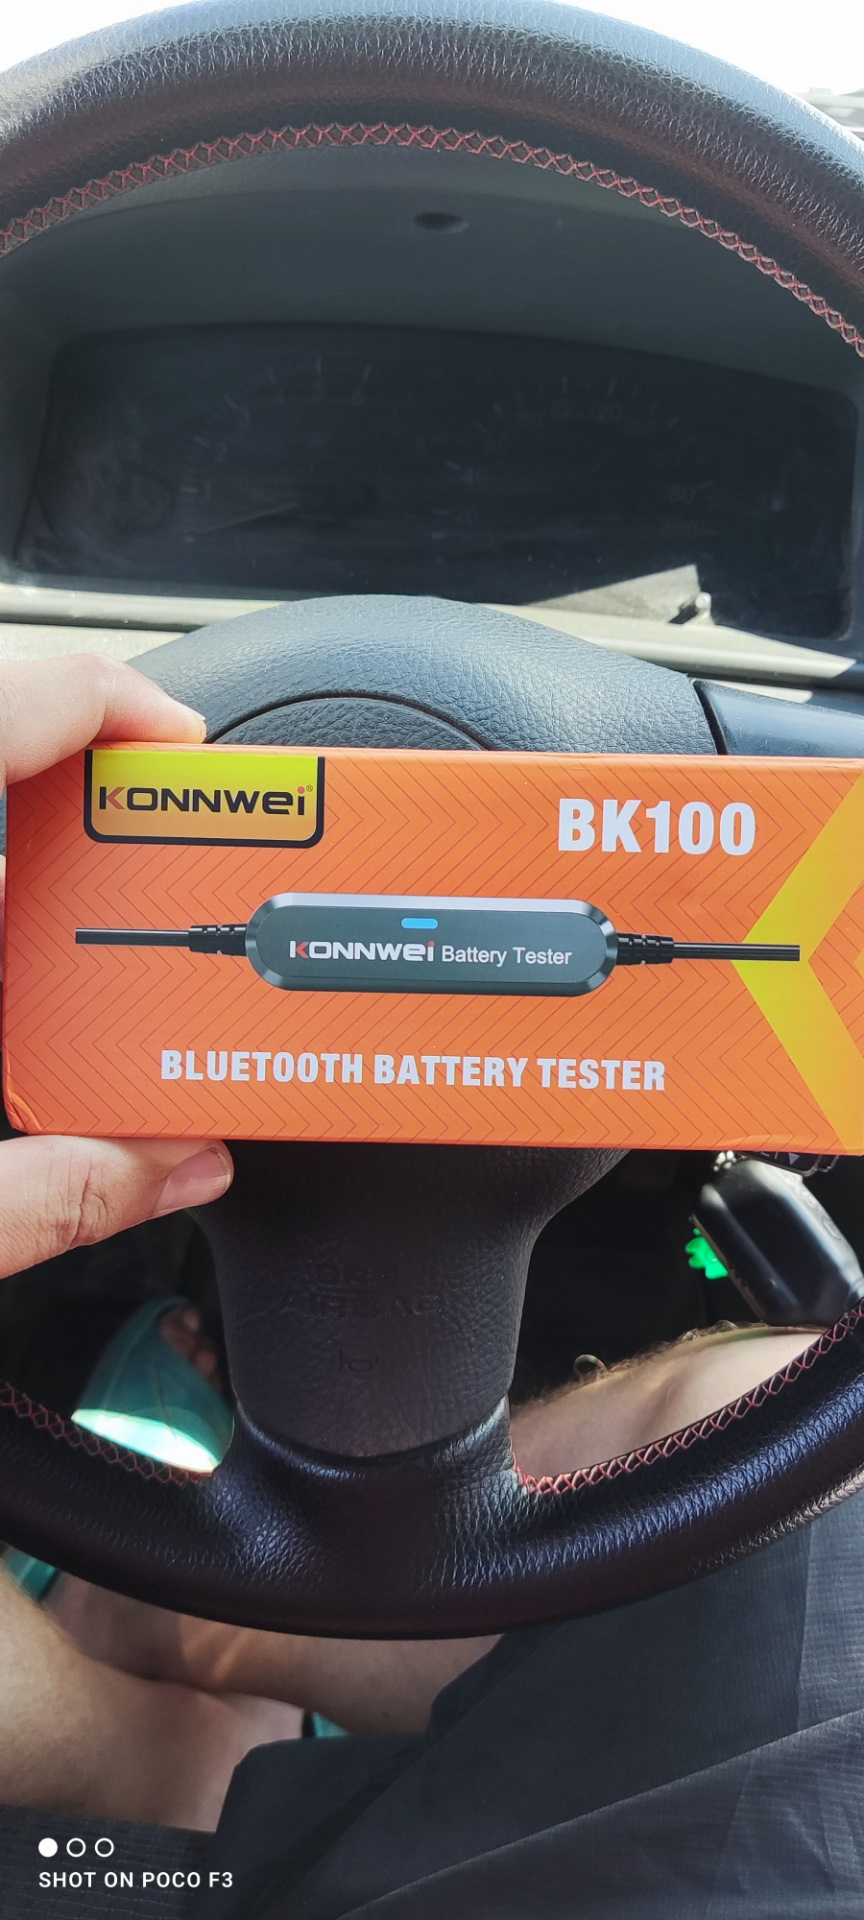 KONNWEI®
BK100
KONNWEI Battery Tester
BLUETOOTH BATTERY TESTER
SHOT ON POCO F3